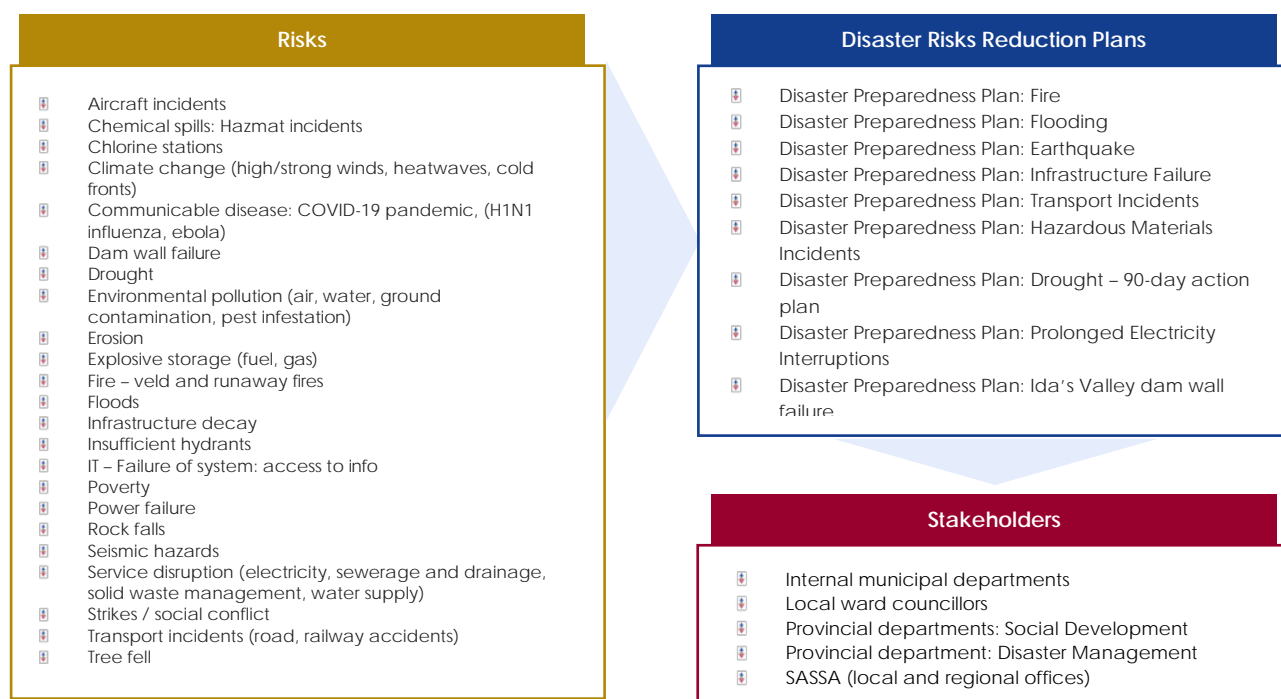 Risks
Aircraft incidents
Chemical spills: Hazmat incidents
Chlorine stations
Climate change (high/strong winds, heatwaves, cold
fronts)
Communicable disease: COVID-19 pandemic, (H1N1
influenza, ebola)
Dam wall failure
Drought
Environmental pollution (air, water, ground
contamination, pest infestation)
Erosion
Explosive storage (fuel, gas)
Fire – veld and runaway fires
Floods
Infrastructure decay
Insufficient hydrants
IT – Failure of system: access to info
Poverty
Power failure
Rock falls
Seismic hazards
Service disruption (electricity, sewerage and drainage,
solid waste management, water supply)
Strikes / social conflict
Transport incidents (road, railway accidents)
Tree fell
Disaster Risks Reduction Plans
Disaster Preparedness Plan: Fire
Disaster Preparedness Plan: Flooding
Disaster Preparedness Plan: Earthquake
Disaster Preparedness Plan: Infrastructure Failure
Disaster Preparedness Plan: Transport Incidents
Disaster Preparedness Plan: Hazardous Materials
Incidents
Disaster Preparedness Plan: Drought – 90-day action
plan
Disaster Preparedness Plan: Prolonged Electricity
Interruptions
Disaster Preparedness Plan: Ida's Valley dam wall
failure
Stakeholders
Internal municipal departments
Local ward councillors
Provincial departments: Social Development
Provincial department: Disaster Management
SASSA (local and regional offices)